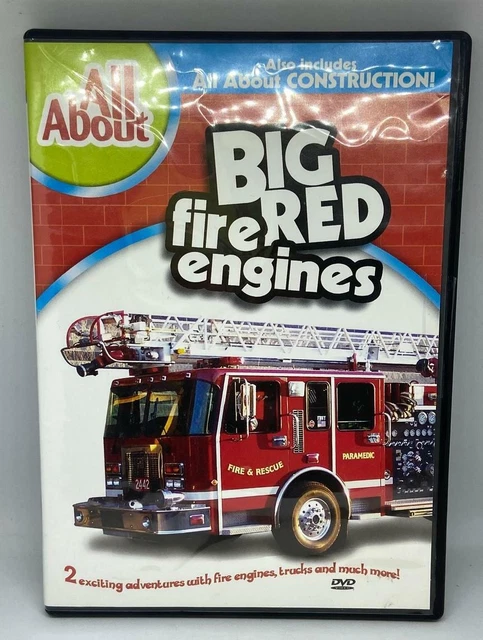 All
About
Also includes
All About CONSTRUCTION!
BIG
RED
fire
engines
2442
FIRE & RESCUE
PARAMEDIC
2 exciting adventures with fire engines, trucks and much more!
DVD